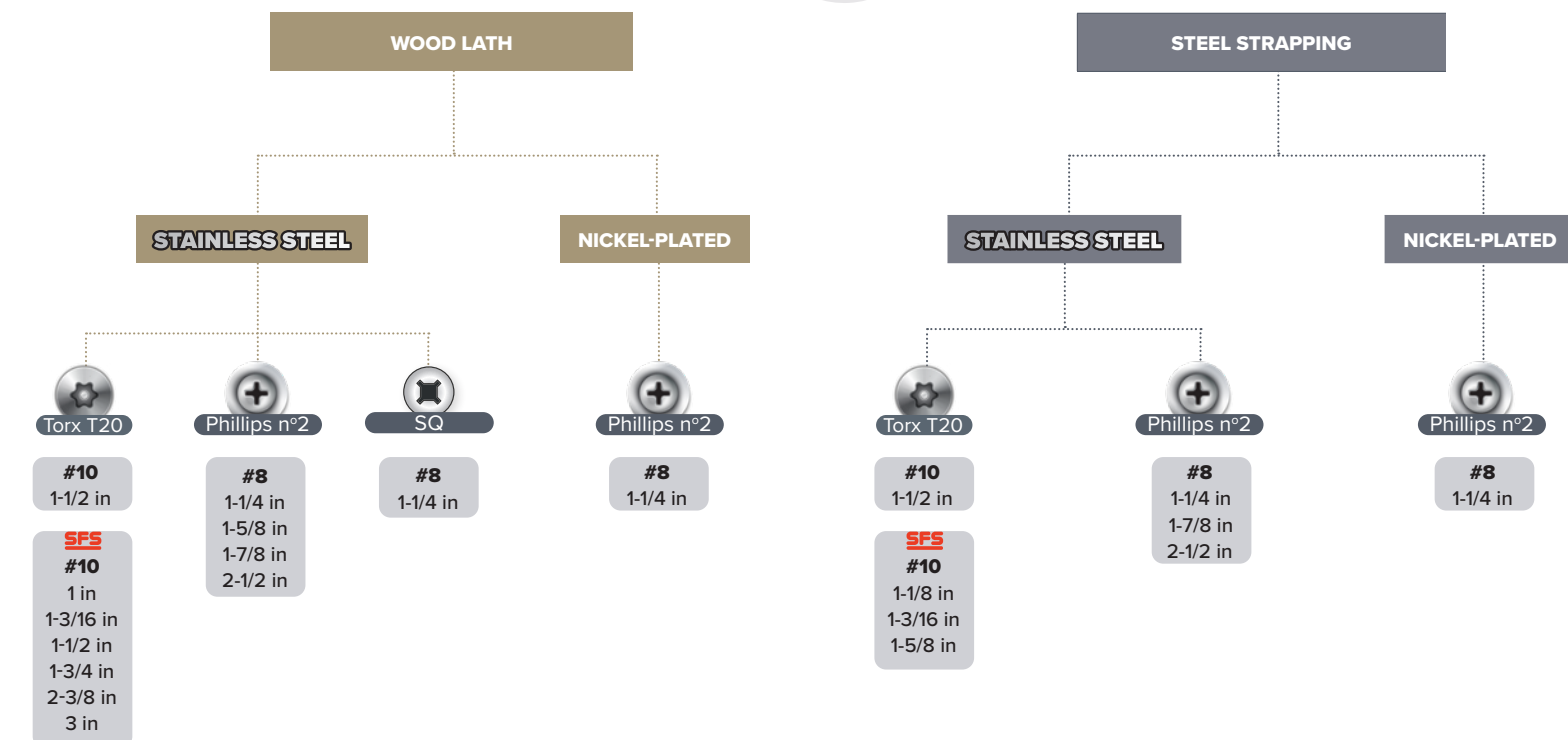 WOOD LATH
STAINLESS STEEL
NICKEL-PLATED
Torx T20
#10
1-1/2 in
SFS
#10
1 in
1-3/16 in
1-1/2 in
1-3/4 in
2-3/8 in
3 in
Phillips nº2
#8
1-1/4 in
1-5/8 in
1-7/8 in
2-1/2 in
SQ
#8
1-1/4 in
Phillips nº2
#8
1-1/4 in
STEEL STRAPPING
STAINLESS STEEL
NICKEL-PLATED
Torx T20
#10
1-1/2 in
SFS
#10
1-1/8 in
1-3/16 in
1-5/8 in
Phillips nº2
#8
1-1/4 in
1-7/8 in
2-1/2 in
Phillips nº2
#8
1-1/4 in